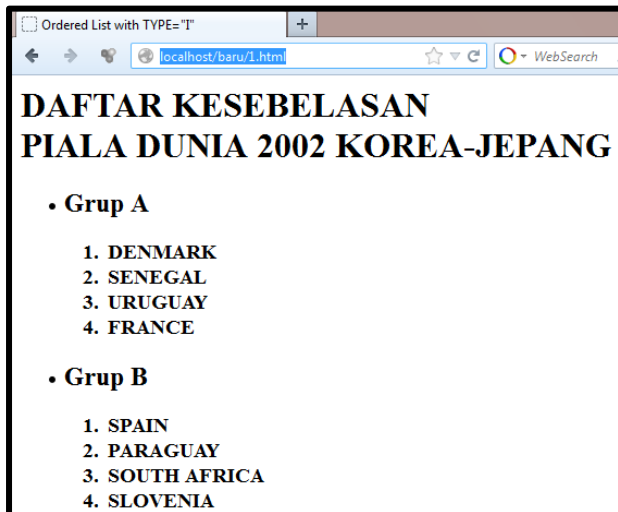 Ordered List with TYPE="I"
localhost/baru/1.html
WebSearch
DAFTAR KESEBELASAN
PIALA DUNIA 2002 KOREA-JEPANG
• Grup A
1. DENMARK
2. SENEGAL
3. URUGUAY
4. FRANCE
• Grup B
1. SPAIN
2. PARAGUAY
3. SOUTH AFRICA
4. SLOVENIA